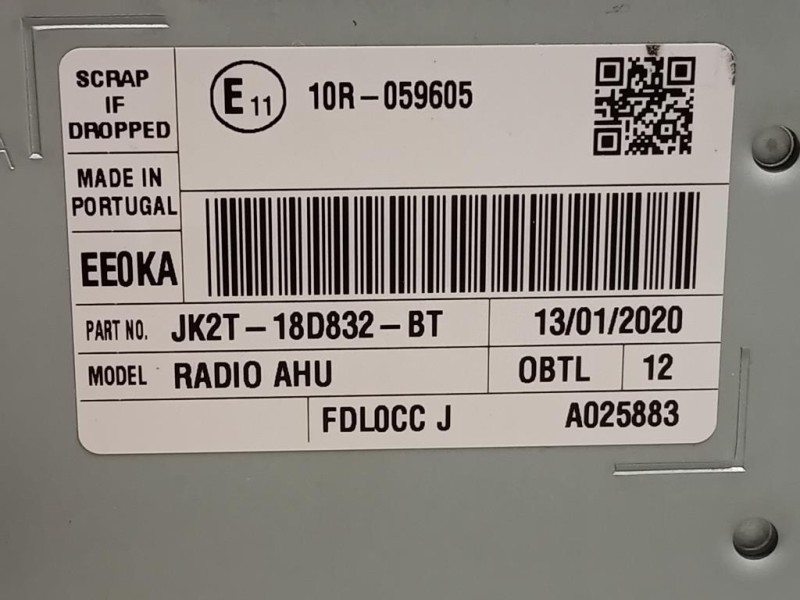 SCRAP
IF
DROPPED
E11 10R-059605
MADE IN
PORTUGAL
EE0KA
PART NO. JK2T-18D832-BT 13/01/2020
MODEL RADIO AHU OBTL 12
FDL0CC J A025883